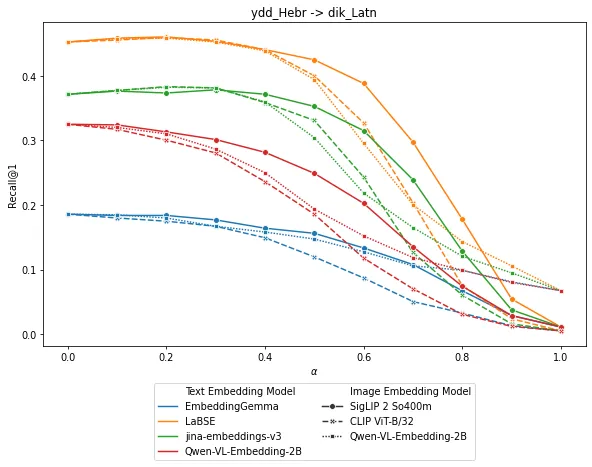 ydd_Hebr -> dik_Latn
Recall@1
0.4
0.3
0.2
0.1
0.0
0.0 0.2 0.4 0.6 0.8 1.0
α
Text Embedding Model
EmbeddingGemma
LaBSE
jina-embeddings-v3
Qwen-VL-Embedding-2B
Image Embedding Model
SigLIP 2 So400m
CLIP ViT-B/32
Qwen-VL-Embedding-2B